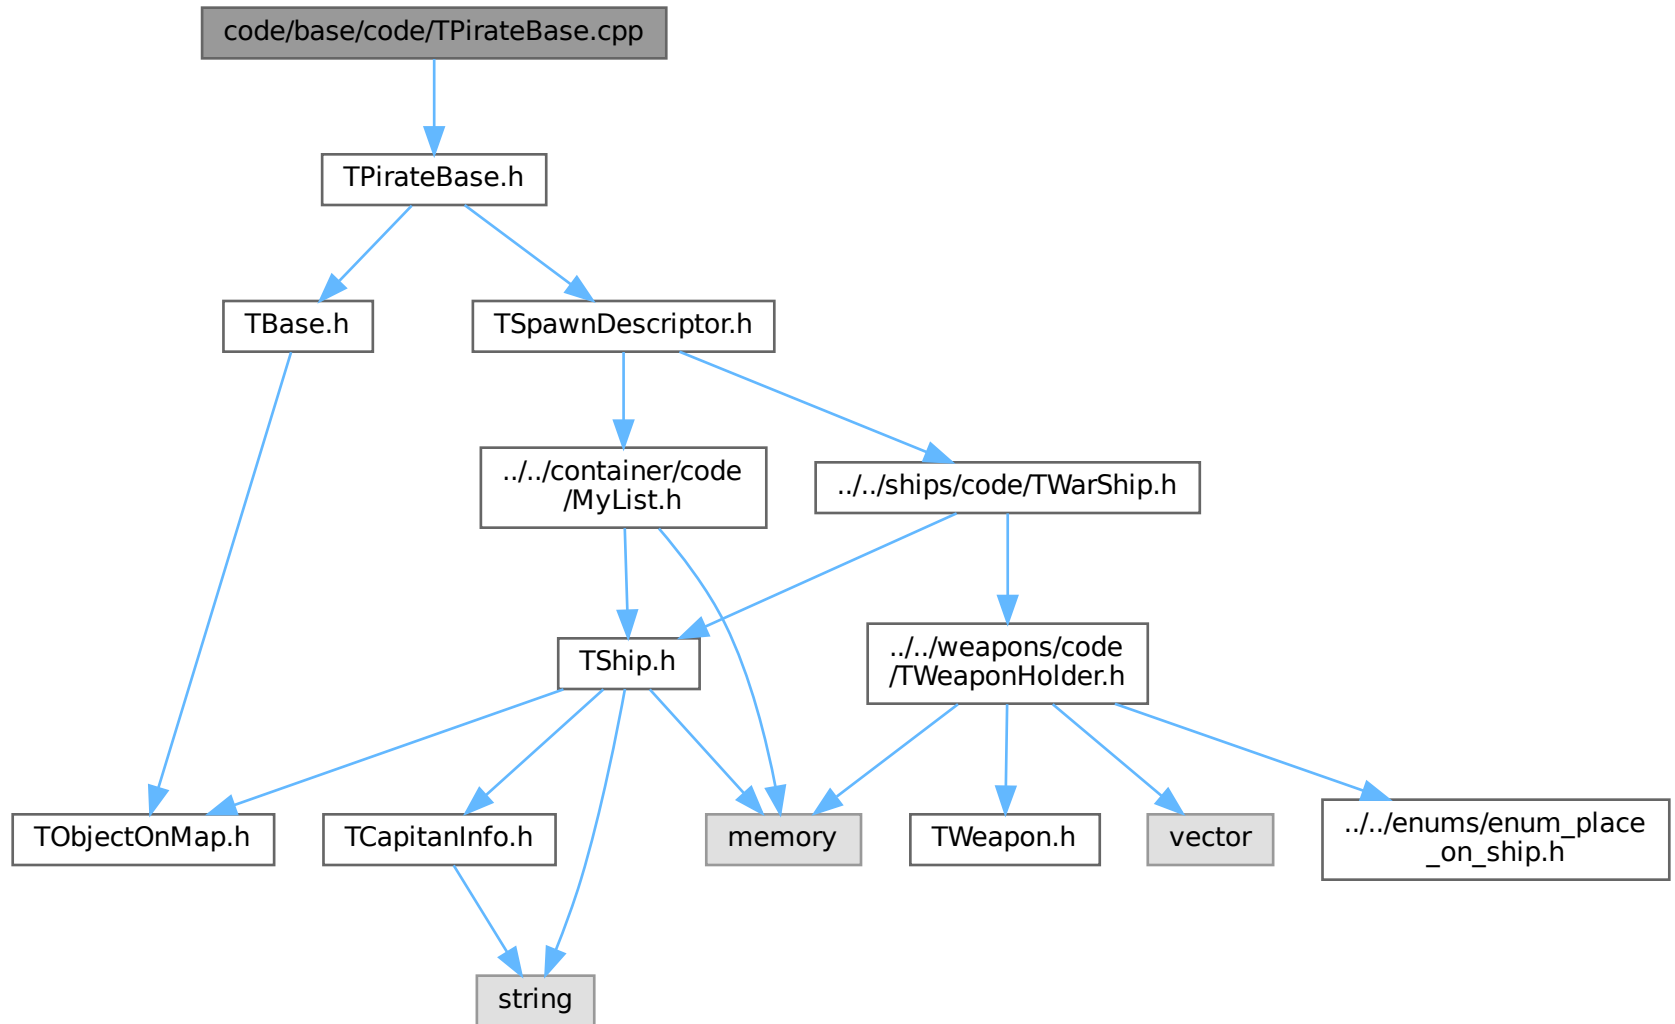 code/base/code/TPirateBase.cpp
TPirateBase.h
TBase.h
TSpawnDescriptor.h
../../container/code
/MyList.h
../../ships/code/TWarShip.h
TShip.h
../../weapons/code
/TWeaponHolder.h
TObjectOnMap.h
TCapitanInfo.h
memory
TWeapon.h
vector
../../enums/enum_place
_on_ship.h
string